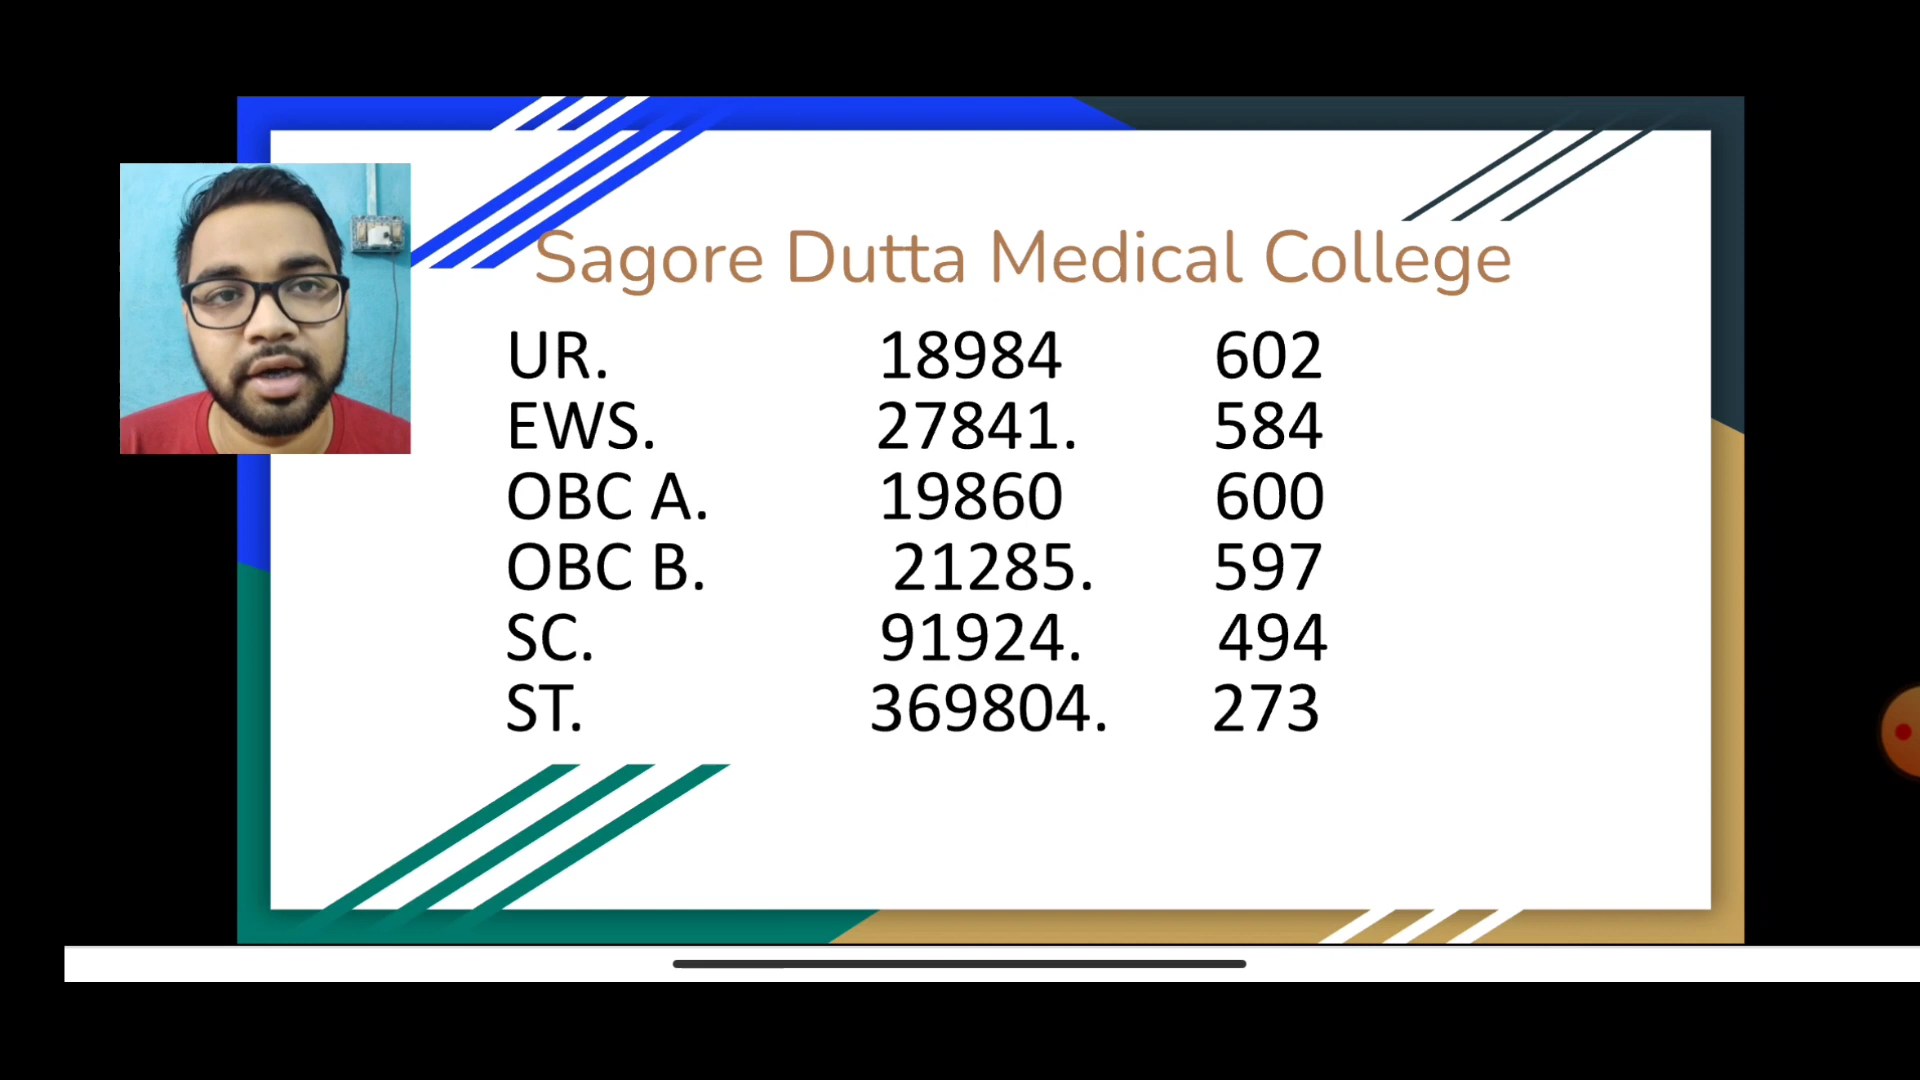 Sagore Dutta Medical College
UR. 18984 602
EWS. 27841. 584
OBC A. 19860 600
OBC B. 21285. 597
SC. 91924. 494
ST. 369804. 273